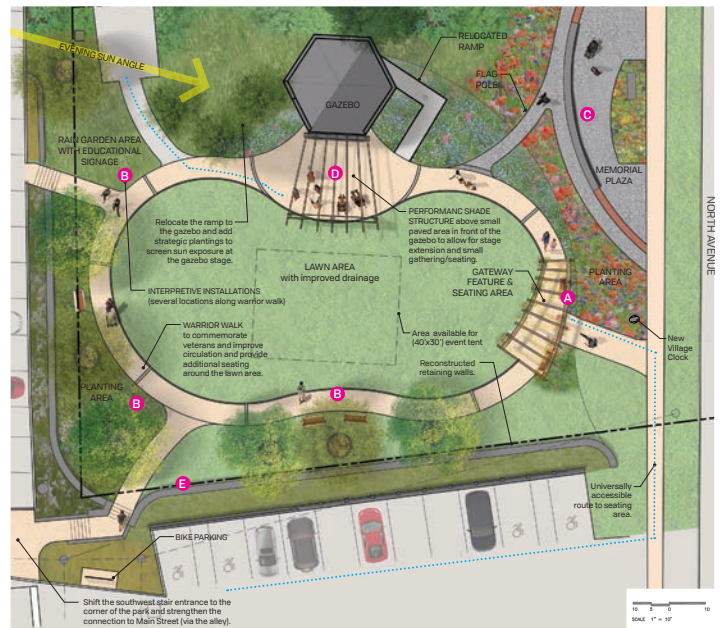 EVENING SUN ANGLE
RELOCATED
RAMP
FLAG
POLE
GAZEBO
C
RAIN GARDEN AREA
WITH EDUCATIONAL
SIGNAGE
B
D
MEMORIAL
PLAZA
NORTH AVENUE
Relocate the ramp to
the gazebo and add
strategic plantings to
screen sun exposure at
the gazebo stage.
PERFORMANC SHADE
STRUCTURE above small
paved area in front of the
gazebo to allow for stage
extension and small
gathering/seating.
LAWN AREA
with improved drainage
GATEWAY
FEATURE &
SEATING AREA
PLANTING
AREA
A
INTERPRETIVE INSTALLATIONS
(several locations along warrior walk)
WARRIOR WALK
to commemorate
veterans and improve
circulation and provide
additional seating
around the lawn area.
Area available for
(40'x30') event tent
New
Village
Clock
Reconstructed
retaining walls.
PLANTING
AREA
B
B
E
Universally
accessible
route to seating
area.
BIKE PARKING
Shift the southwest stair entrance to the
corner of the park and strengthen the
connection to Main Street (via the alley).
10 5 0 10
SCALE 1" = 10"